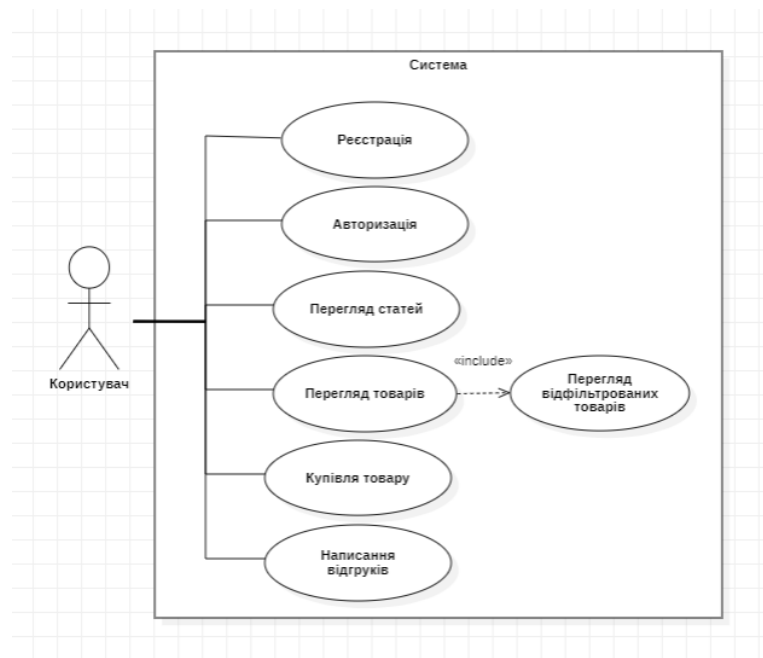 Система
Реєстрація
Авторизація
Перегляд статей
«include»
Перегляд товарів
Перегляд
відфільтрованих
товарів
Користувач
Купівля товару
Написання
відгруків